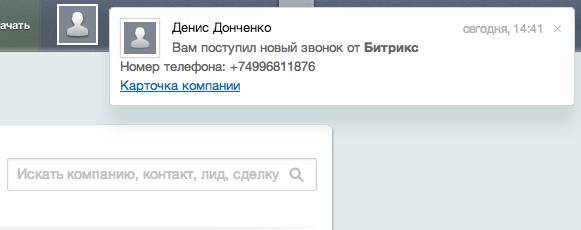 ачать
Денис Донченко
сегодня, 14:41
Вам поступил новый звонок от Битрикс
Номер телефона: +74996811876
Карточка компании
Искать компанию, контакт, лид, сделку